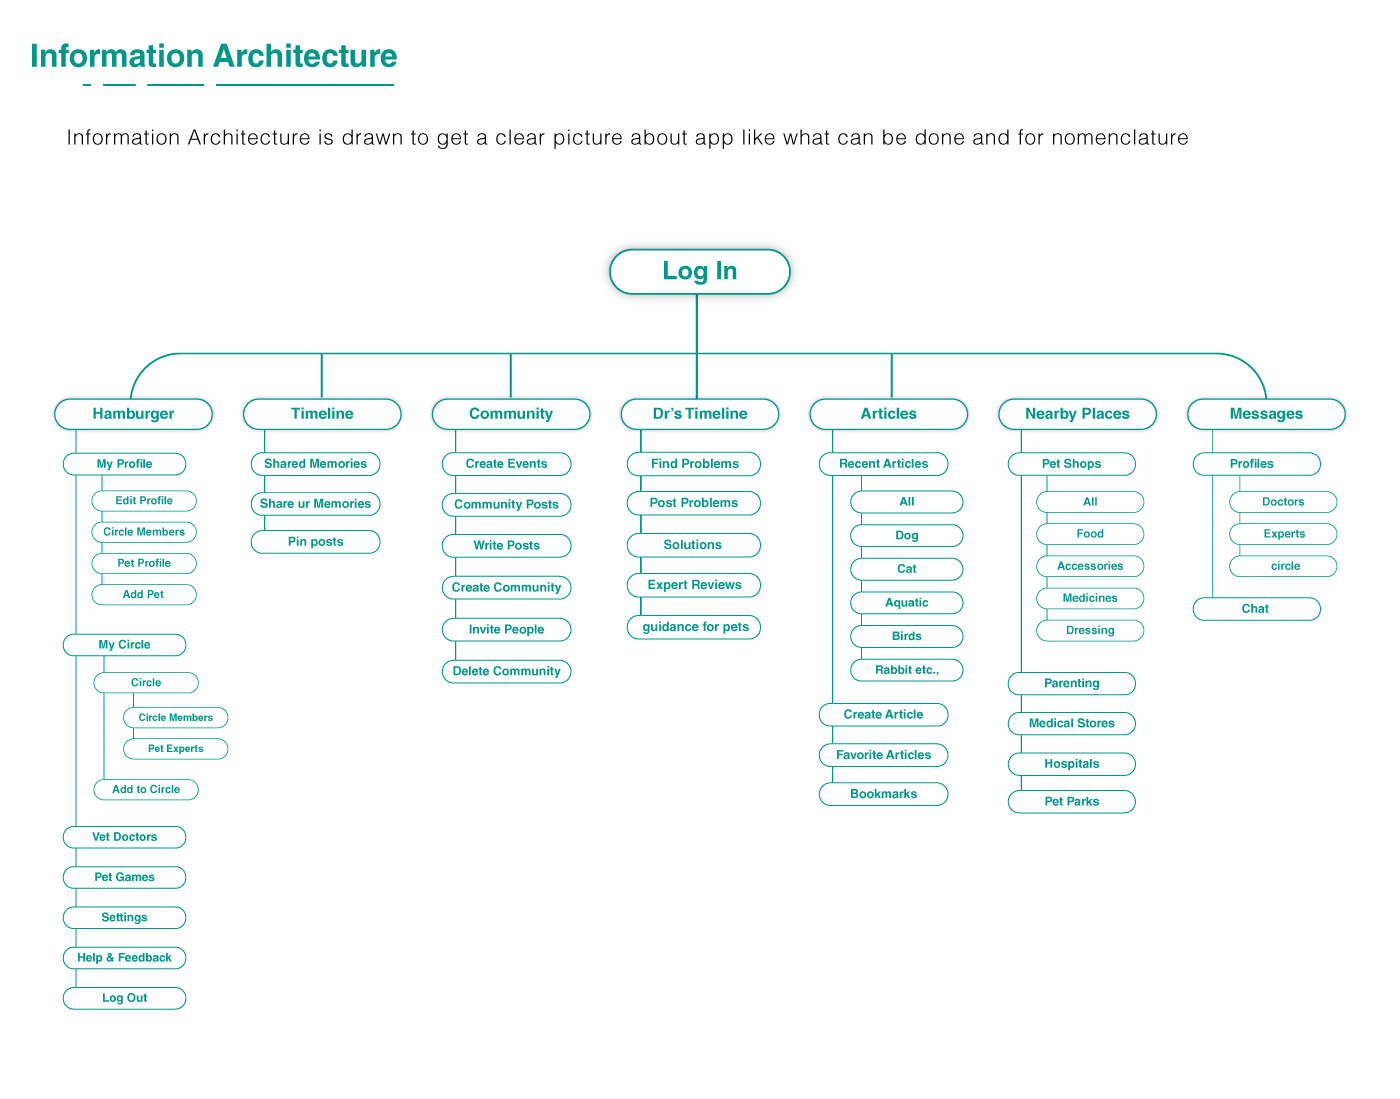 Information Architecture
Information Architecture is drawn to get a clear picture about app like what can be done and for nomenclature
Log In
Hamburger
My Profile
Edit Profile
Circle Members
Pet Profile
Add Pet
My Circle
Circle
Circle Members
Pet Experts
Add to Circle
Vet Doctors
Pet Games
Settings
Help & Feedback
Log Out
Timeline
Shared Memories
Share ur Memories
Pin posts
Community
Create Events
Community Posts
Write Posts
Create Community
Invite People
Delete Community
Dr's Timeline
Find Problems
Post Problems
Solutions
Expert Reviews
guidance for pets
Articles
Recent Articles
All
Dog
Cat
Aquatic
Birds
Rabbit etc.,
Create Article
Favorite Articles
Bookmarks
Nearby Places
Pet Shops
All
Food
Accessories
Medicines
Dressing
Parenting
Medical Stores
Hospitals
Pet Parks
Messages
Profiles
Doctors
Experts
circle
Chat